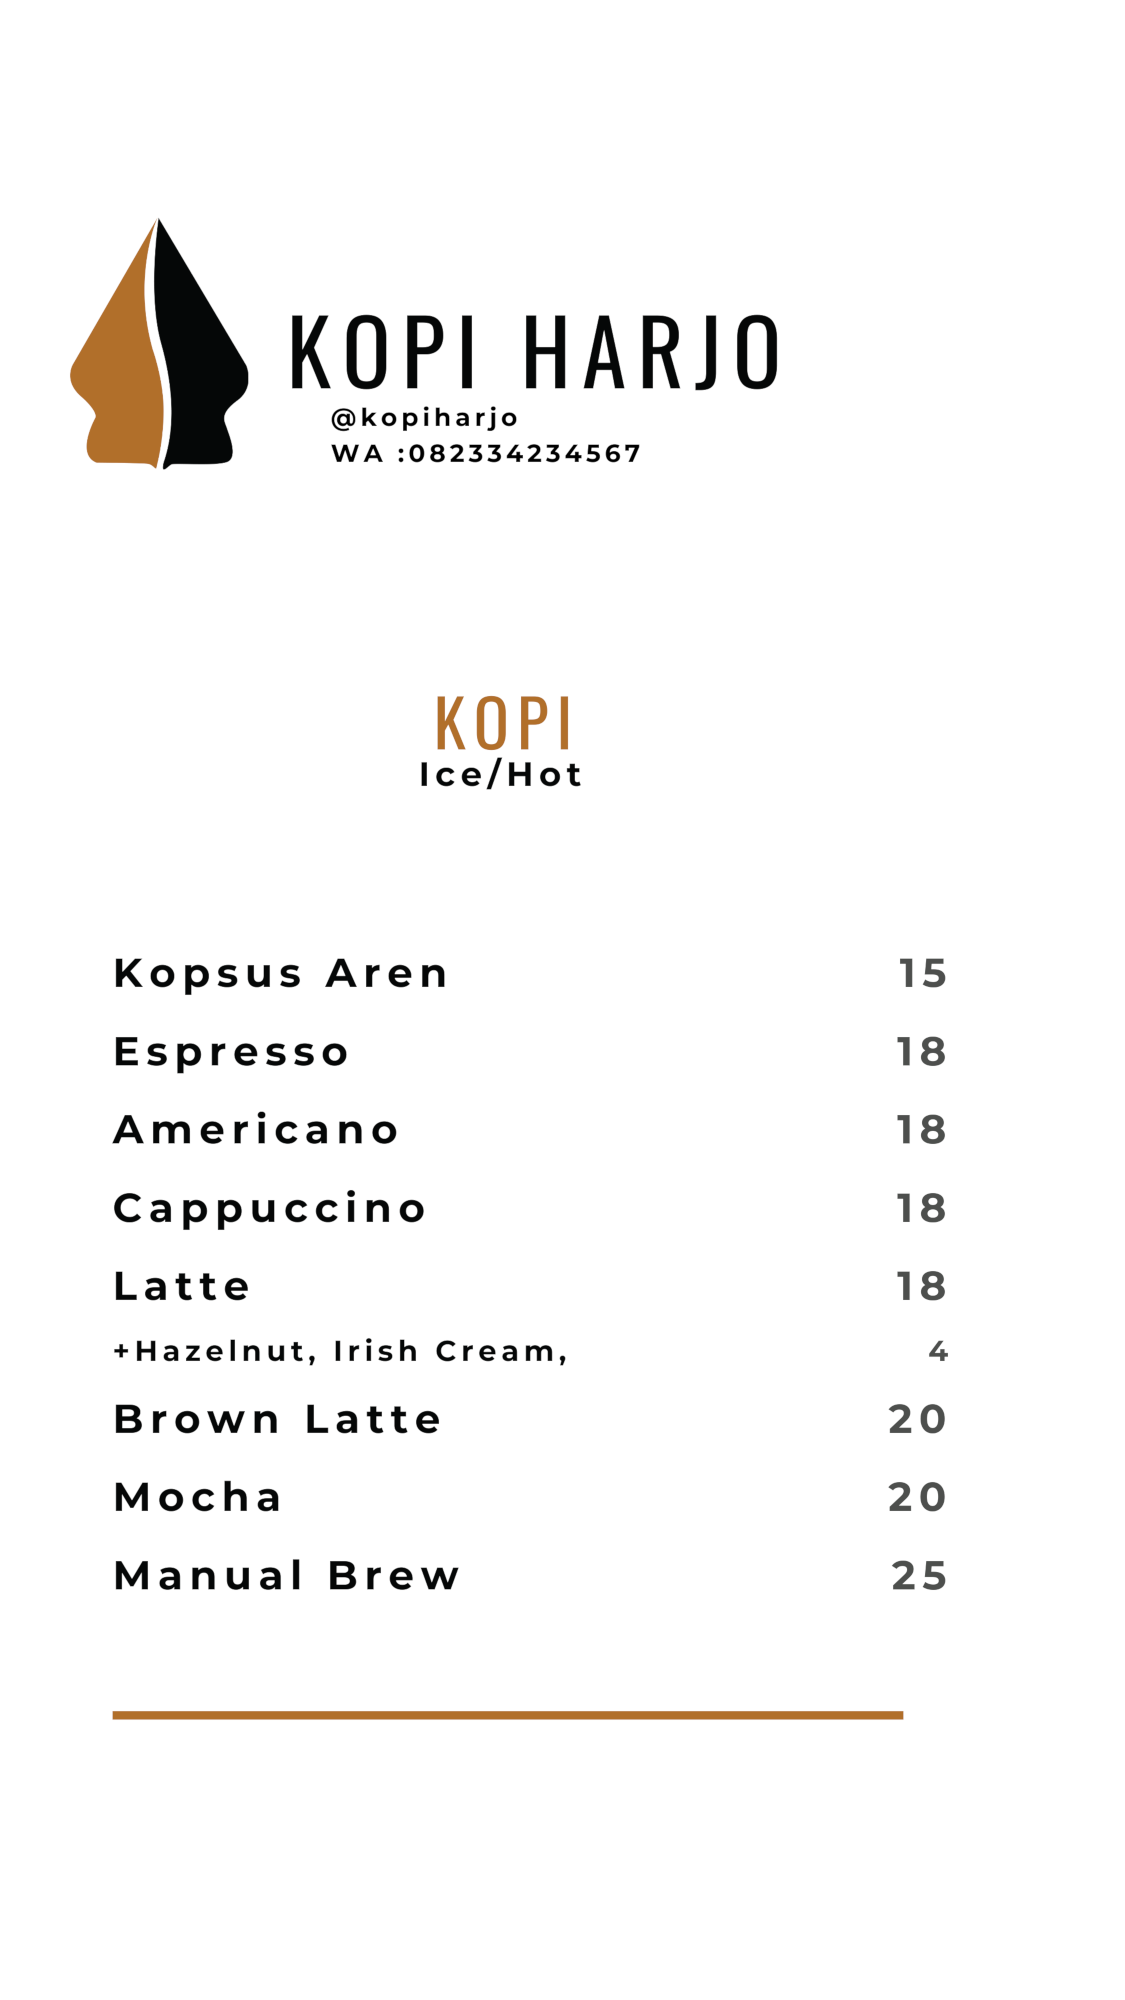 KOPI HARJO
@kopiharjo
WA :082334234567
KOPI
Ice/Hot
Kopsus Aren 15
Espresso 18
Americano 18
Cappuccino 18
Latte 18
+Hazelnut, Irish Cream, 4
Brown Latte 20
Mocha 20
Manual Brew 25